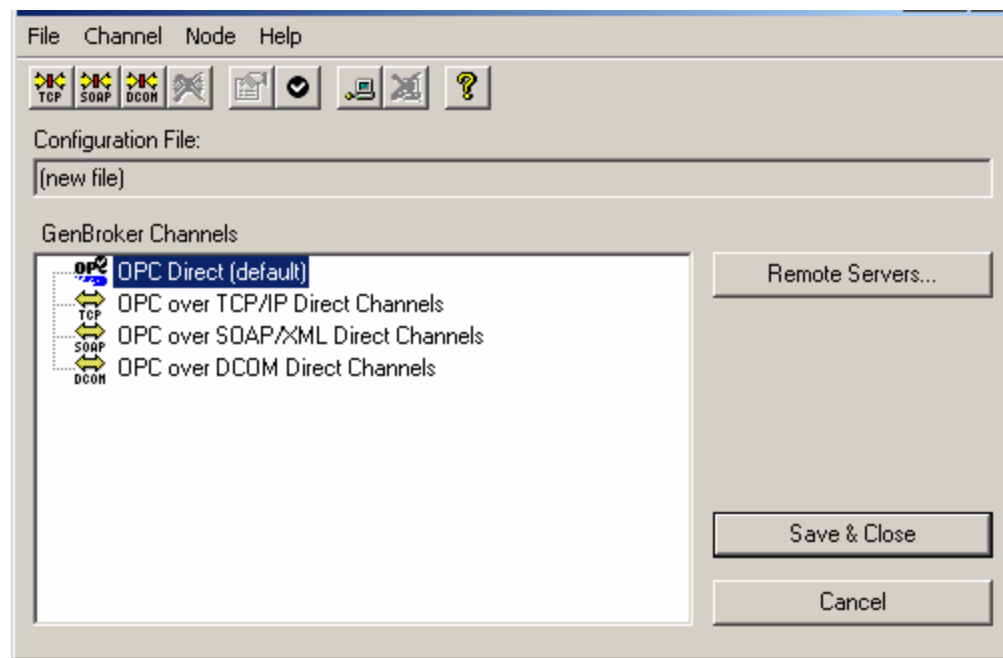 File Channel Node Help
TCP SOAP DCOM
Configuration File:
(new file)
GenBroker Channels
OPC OPC Direct (default)
Remote Servers...
TCP OPC over TCP/IP Direct Channels
SOAP OPC over SOAP/XML Direct Channels
DCOM OPC over DCOM Direct Channels
Save & Close
Cancel